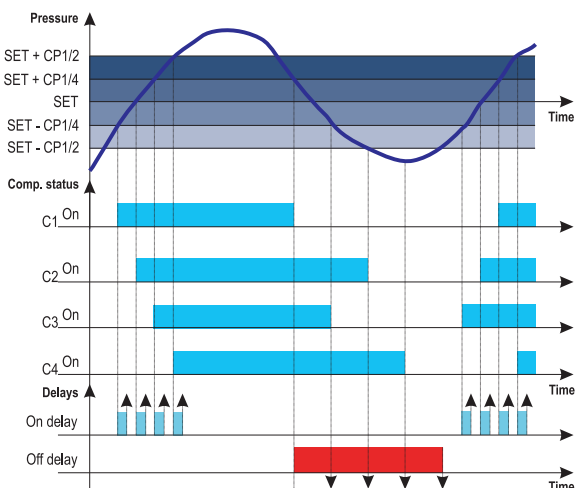 Pressure
SET + CP1/2
SET + CP1/4
SET
Time
SET - CP1/4
SET - CP1/2
Comp. status
C1 On
C2 On
C3 On
C4 On
Time
Delays
On delay
Off delay
Time